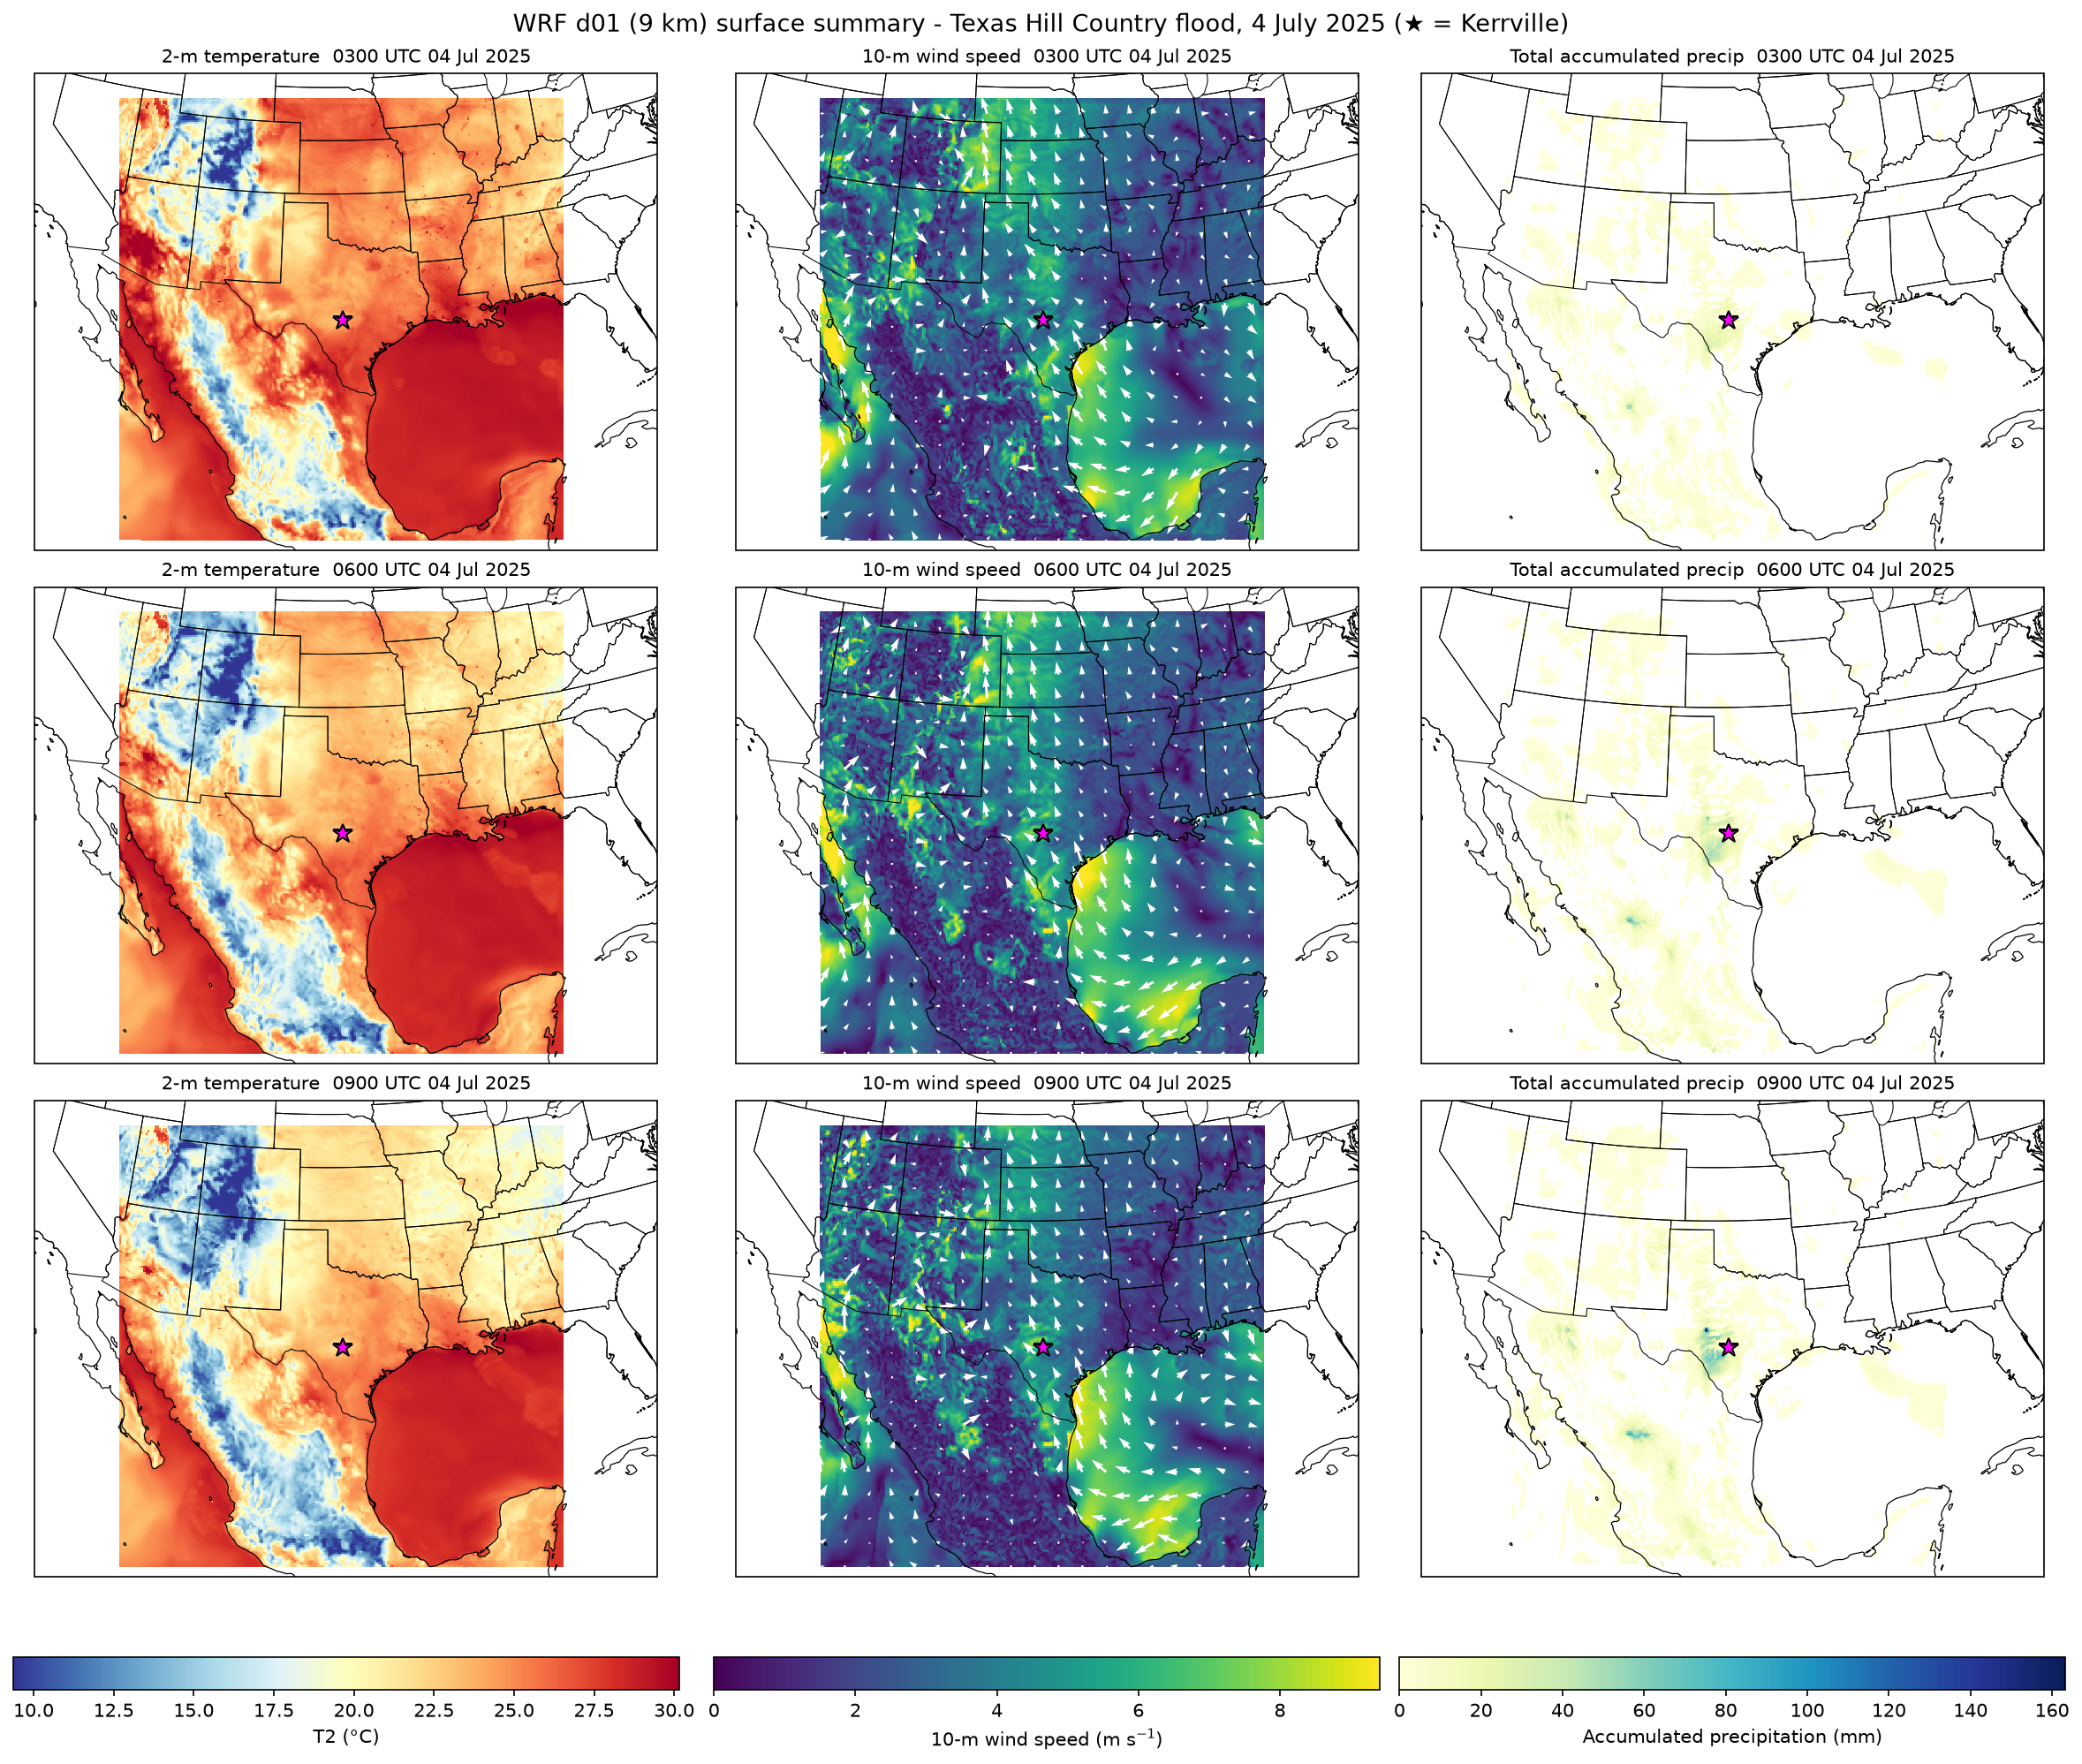 WRF d01 (9 km) surface summary - Texas Hill Country flood, 4 July 2025 (★ = Kerrville)
2-m temperature  0300 UTC 04 Jul 2025
10-m wind speed  0300 UTC 04 Jul 2025
Total accumulated precip  0300 UTC 04 Jul 2025
2-m temperature  0600 UTC 04 Jul 2025
10-m wind speed  0600 UTC 04 Jul 2025
Total accumulated precip  0600 UTC 04 Jul 2025
2-m temperature  0900 UTC 04 Jul 2025
10-m wind speed  0900 UTC 04 Jul 2025
Total accumulated precip  0900 UTC 04 Jul 2025
10.0 12.5 15.0 17.5 20.0 22.5 25.0 27.5 30.0
T2 (°C)
0 2 4 6 8
10-m wind speed (m s⁻¹)
0 20 40 60 80 100 120 140 160
Accumulated precipitation (mm)